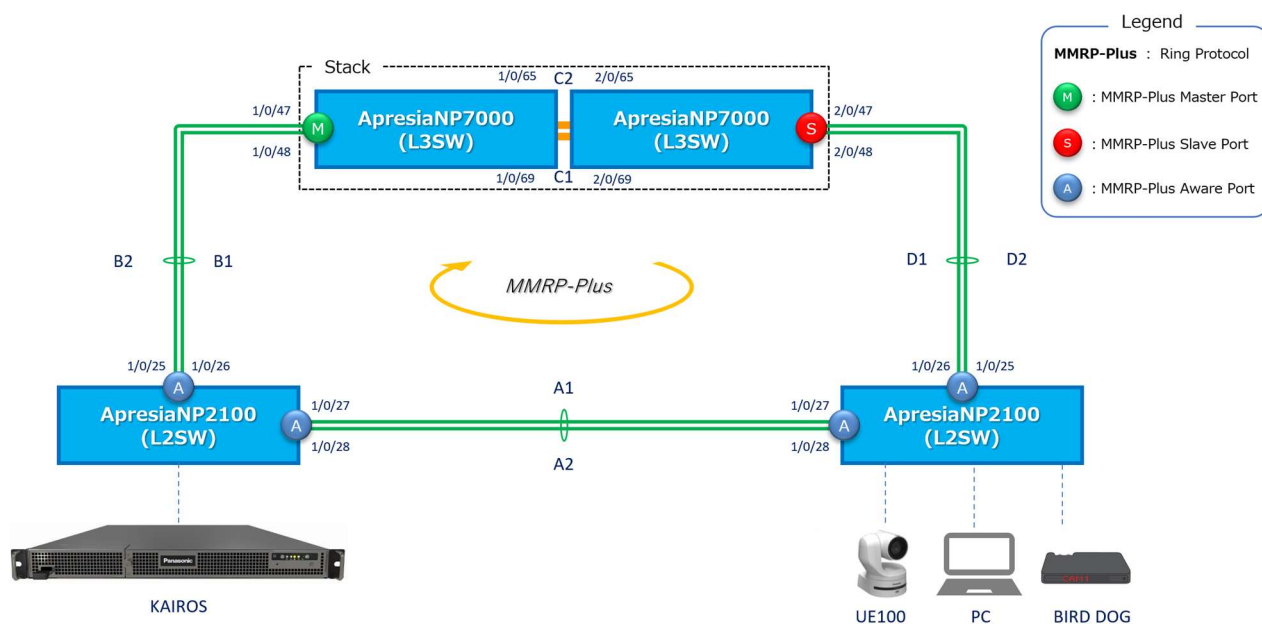 Legend
MMRP-Plus : Ring Protocol
M : MMRP-Plus Master Port
S : MMRP-Plus Slave Port
A : MMRP-Plus Aware Port
Stack
1/0/65 C2 2/0/65
1/0/47
1/0/48
M
ApresiaNP7000
(L3SW)
ApresiaNP7000
(L3SW)
S
2/0/47
2/0/48
1/0/69 C1 2/0/69
B2 B1
MMRP-Plus
D1 D2
1/0/25 1/0/26
A
ApresiaNP2100
(L2SW)
A
1/0/27
1/0/28
A1
A2
1/0/27
1/0/28
A
1/0/26 1/0/25
A
ApresiaNP2100
(L2SW)
Panasonic
KAIROS
UE100
PC
CAM1
BIRD DOG